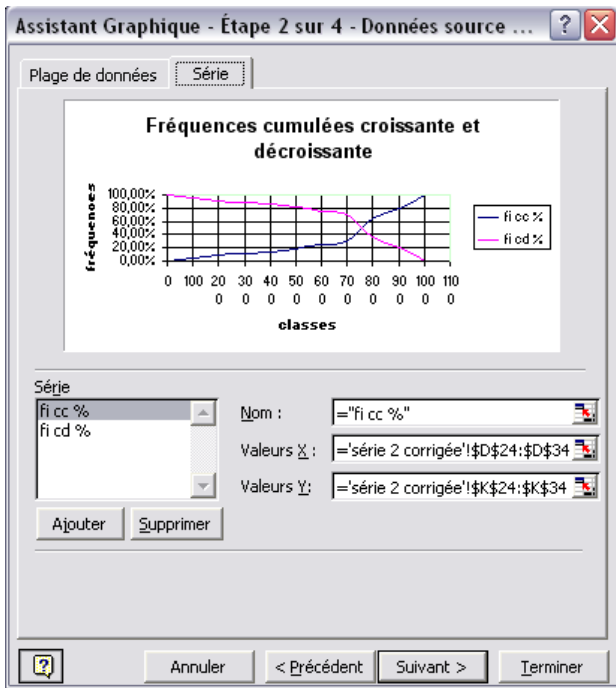 Assistant Graphique - Étape 2 sur 4 - Données source ...
Plage de données
Série
Fréquences cumulées croissante et
décroissante
fréquences
100,00%
80,00%
60,00%
40,00%
20,00%
0,00%
0 100 20 30 40 50 60 70 80 90 100 110
0 0 0 0 0 0 0 0 0 0
classes
fi cc %
fi cd %
Série
fi cc %
fi cd %
Nom :
="fi cc %"
Valeurs X :
='série 2 corrigée'!$D$24:$D$34
Valeurs Y:
='série 2 corrigée'!$K$24:$K$34
Ajouter
Supprimer
Annuler
< Précédent
Suivant >
Terminer